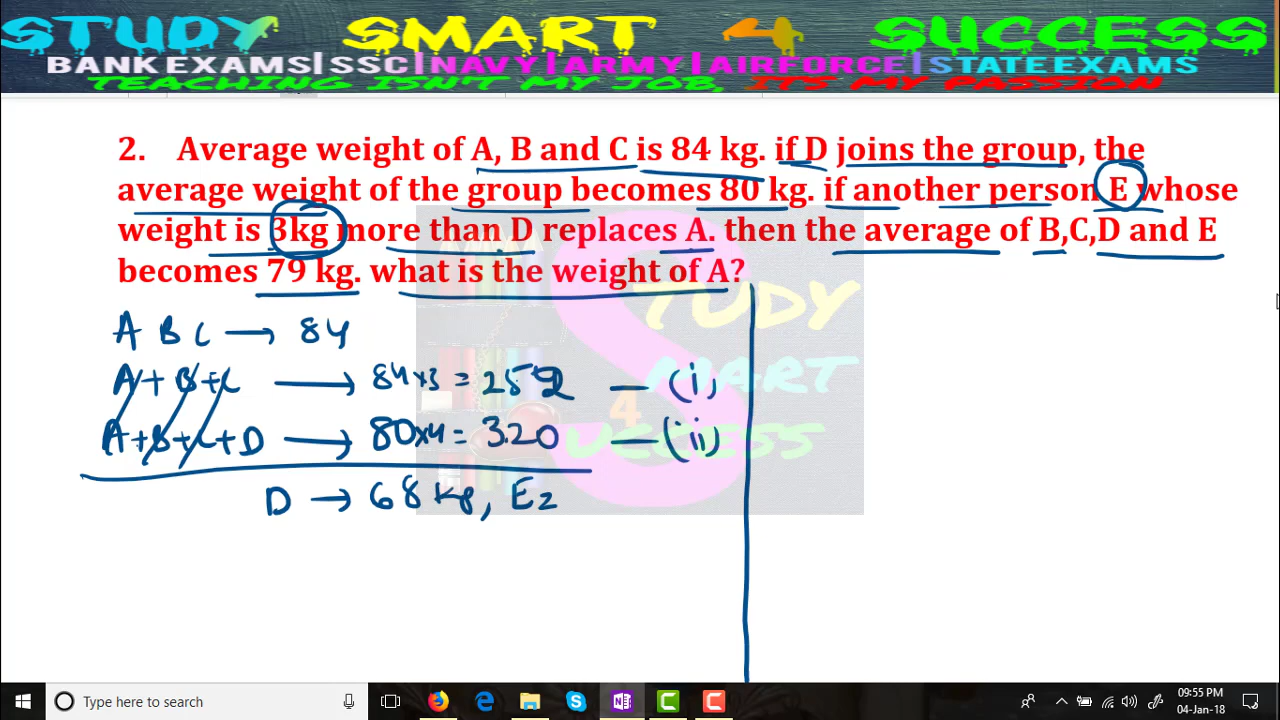 STUDY SMART 4 SUCCESS
BANK EXAMS|SSC|NAVY|ARMY|AIRFORCE|STATE EXAMS
TEACHING ISN'T MY JOB, IT'S MY PASSION
2. Average weight of A, B and C is 84 kg. if D joins the group, the
average weight of the group becomes 80 kg. if another person E whose
weight is 3kg more than D replaces A. then the average of B,C,D and E
becomes 79 kg. what is the weight of A?
STUDY
SMART
4
SUCCESS
A B C → 84
A+B+C → 84×3 = 252 — (i)
A+B+C+D → 80×4 = 320 — (ii)
D → 68 kg, E=
Type here to search
09:55 PM
04-Jan-18